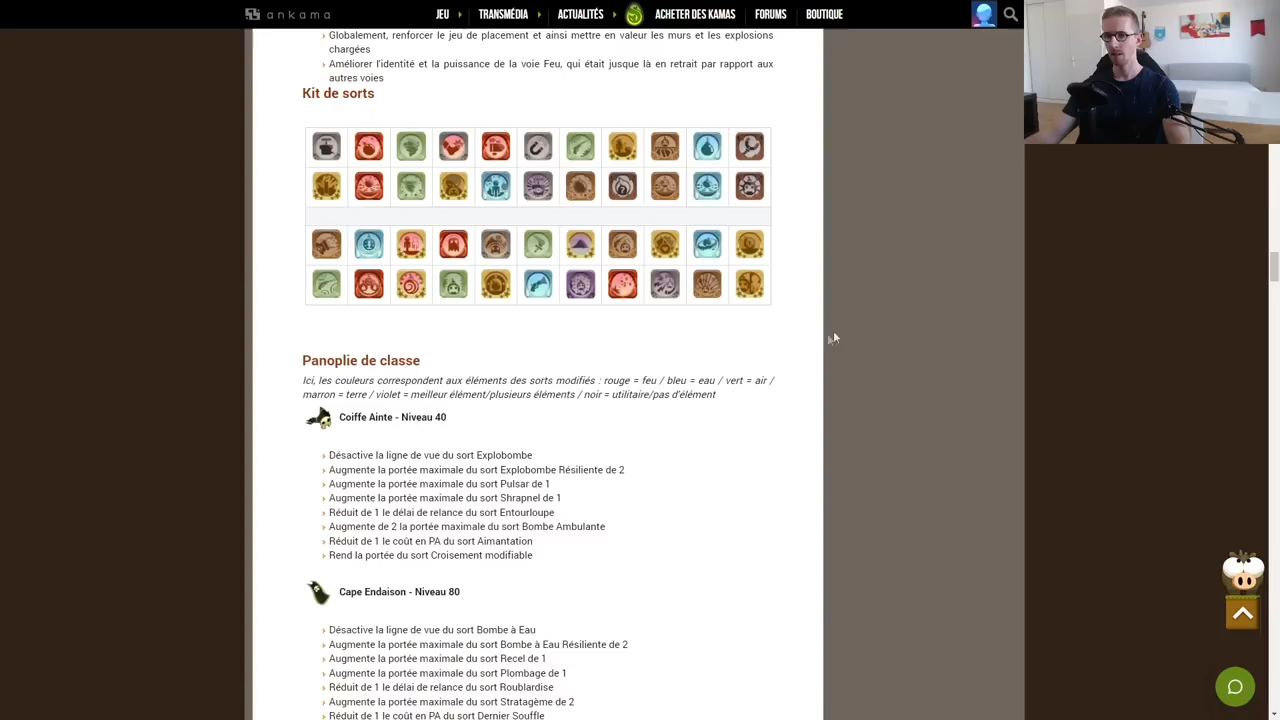 ankama JEU TRANSMÉDIA ACTUALITÉS ACHETER DES KAMAS FORUMS BOUTIQUE
Globalement, renforcer le jeu de placement et ainsi mettre en valeur les murs et les explosions
chargées
Améliorer l'identité et la puissance de la voie Feu, qui était jusque là en retrait par rapport aux
autres voies
Kit de sorts
Panoplie de classe
Ici, les couleurs correspondent aux éléments des sorts modifiés : rouge = feu / bleu = eau / vert = air /
marron = terre / violet = meilleur élément/plusieurs éléments / noir = utilitaire/pas d'élément
Coiffe Ainte - Niveau 40
Désactive la ligne de vue du sort Explobombe
Augmente la portée maximale du sort Explobombe Résiliente de 2
Augmente la portée maximale du sort Pulsar de 1
Augmente la portée maximale du sort Shrapnel de 1
Réduit de 1 le délai de relance du sort Entourloupe
Augmente de 2 la portée maximale du sort Bombe Ambulante
Réduit de 1 le coût en PA du sort Aimantation
Rend la portée du sort Croisement modifiable
Cape Endaison - Niveau 80
Désactive la ligne de vue du sort Bombe à Eau
Augmente la portée maximale du sort Bombe à Eau Résiliente de 2
Augmente la portée maximale du sort Recel de 1
Augmente la portée maximale du sort Plombage de 1
Réduit de 1 le délai de relance du sort Roublardise
Augmente la portée maximale du sort Stratagème de 2
Réduit de 1 le coût en PA du sort Dernier Souffle